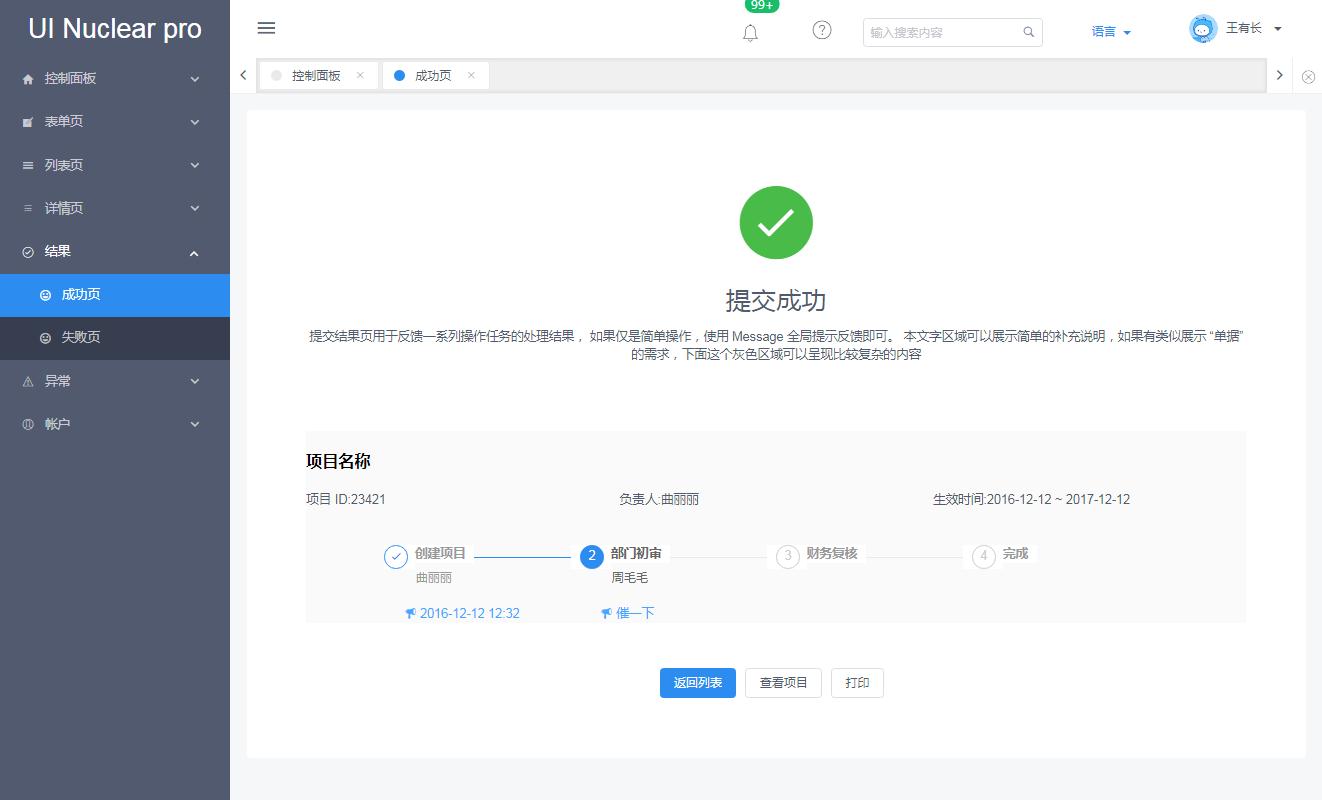 UI Nuclear pro
99+
输入搜索内容
语言
王有长
控制面板
成功页
控制面板
表单页
列表页
详情页
结果
成功页
失败页
异常
帐户
提交成功
提交结果页用于反馈一系列操作任务的处理结果， 如果仅是简单操作，使用 Message 全局提示反馈即可。 本文字区域可以展示简单的补充说明，如果有类似展示 “单据”
的需求，下面这个灰色区域可以呈现比较复杂的内容
项目名称
项目 ID:23421 负责人:曲丽丽 生效时间:2016-12-12 ~ 2017-12-12
创建项目 2 部门初审 3 财务复核 4 完成
曲丽丽 周毛毛
2016-12-12 12:32 催一下
返回列表 查看项目 打印